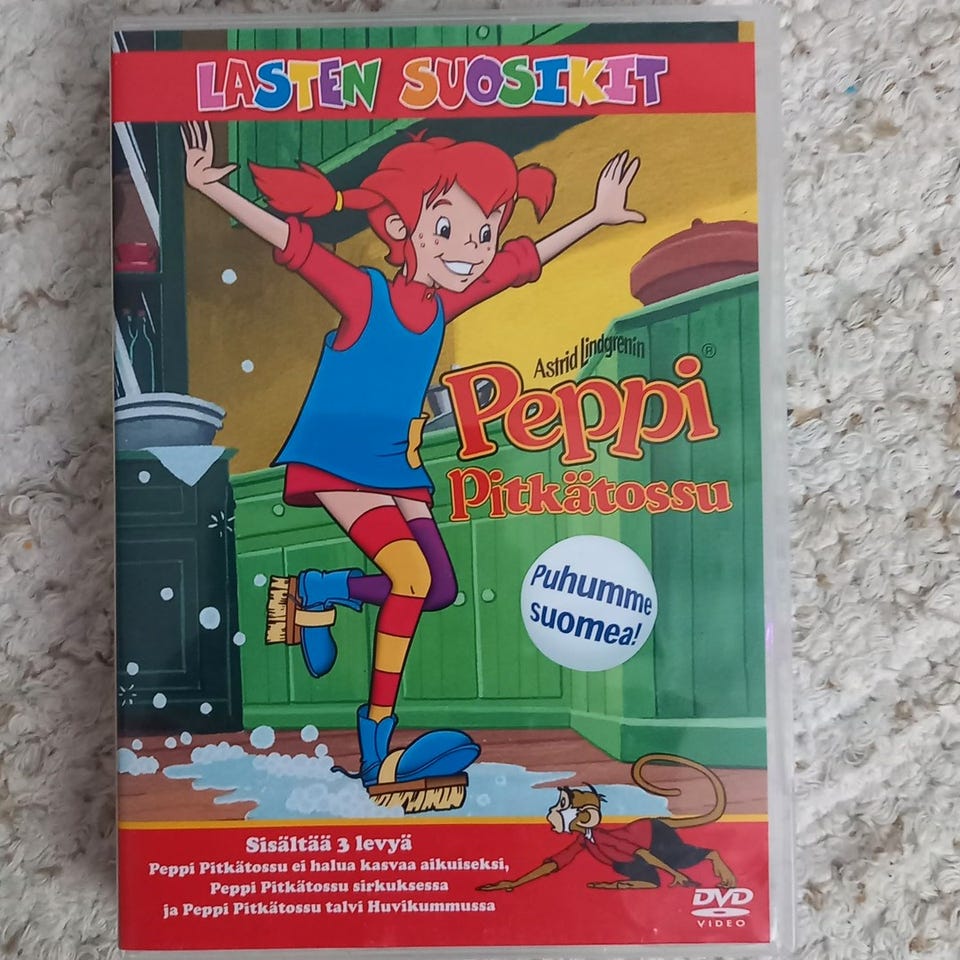 LASTEN SUOSIKIT
Astrid Lindgrenin
Peppi ®
Pitkätossu
Puhumme
suomea!
Sisältää 3 levyä
Peppi Pitkätossu ei halua kasvaa aikuiseksi,
Peppi Pitkätossu sirkuksessa
ja Peppi Pitkätossu talvi Huvikummussa
DVD
VIDEO